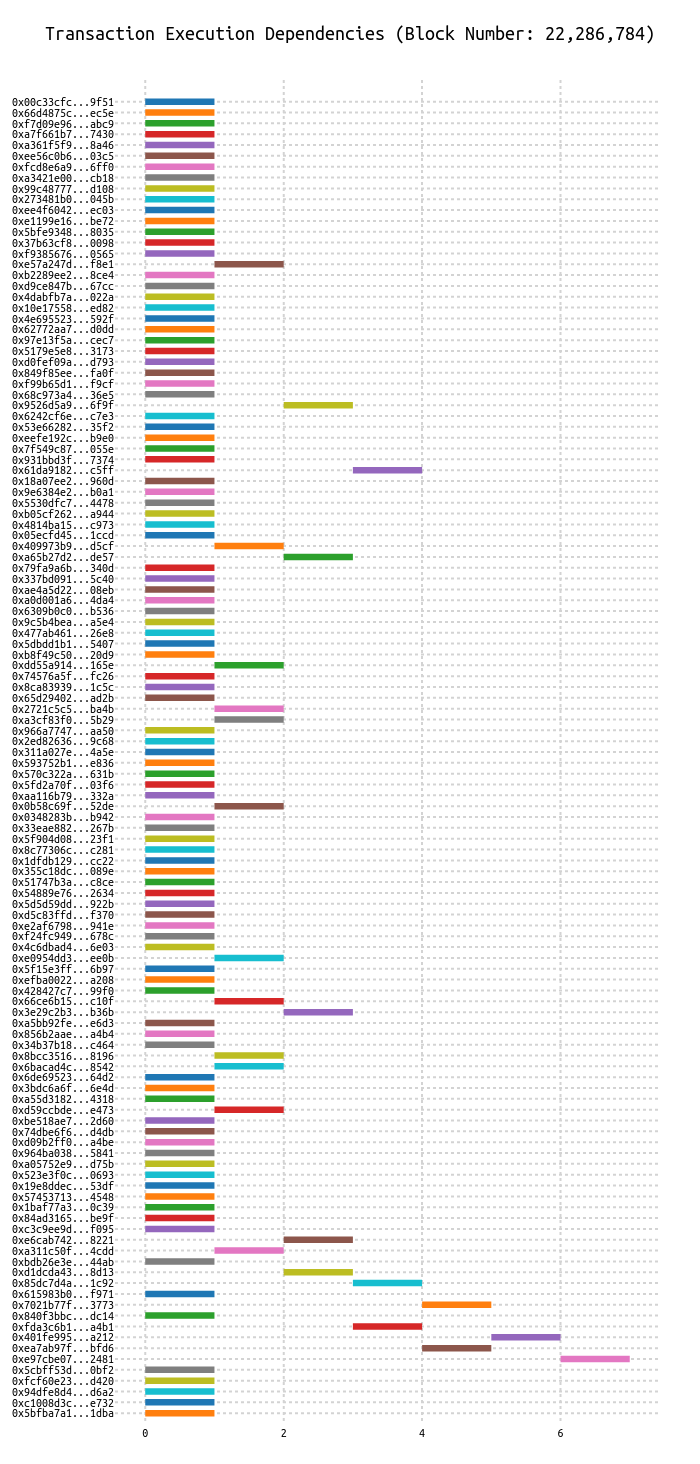 Transaction Execution Dependencies (Block Number: 22,286,784)
0x00c33cfc...9f51
0x66d4875c...ec5e
0xf7d09e96...abc9
0xa7f661b7...7430
0xa361f5f9...8a46
0xee56c0b6...03c5
0xfcd8e6a9...6ff0
0xa3421e00...cb18
0x99c48777...d108
0x273481b0...045b
0xee4f6042...ec03
0xe1199e16...be72
0x5bfe9348...8035
0x37b63cf8...0098
0xf9385676...0565
0xe57a247d...f8e1
0xb2289ee2...8ce4
0xd9ce847b...67cc
0x4dabfb7a...022a
0x10e17558...ed82
0x4e695523...592f
0x62772aa7...d0dd
0x97e13f5a...cec7
0x5179e5e8...3173
0xd0fef09a...d793
0x849f85ee...fa0f
0xf99b65d1...f9cf
0x68c973a4...36e5
0x9526d5a9...6f9f
0x6242cf6e...c7e3
0x53e66282...35f2
0xeefe192c...b9e0
0x7f549c87...055e
0x931bbd3f...7374
0x61da9182...c5ff
0x18a07ee2...960d
0x9e6384e2...b0a1
0x5530dfc7...4478
0xb05cf262...a944
0x4814ba15...c973
0x05ecfd45...1ccd
0x409973b9...d5cf
0xa65b27d2...de57
0x79fa9a6b...340d
0x337bd091...5c40
0xae4a5d22...08eb
0xa0d001a6...4da4
0x6309b0c0...b536
0x9c5b4bea...a5e4
0x477ab461...26e8
0x5dbdd1b1...5407
0xb8f49c50...20d9
0xdd55a914...165e
0x74576a5f...fc26
0x8ca83939...1c5c
0x65d29402...ad2b
0x2721c5c5...ba4b
0xa3cf83f0...5b29
0x966a7747...aa50
0x2ed82636...9c68
0x311a027e...4a5e
0x593752b1...e836
0x570c322a...631b
0x5fd2a70f...03f6
0xaa116b79...332a
0x0b58c69f...52de
0x0348283b...b942
0x33eae882...267b
0x5f904d08...23f1
0x8c77306c...c281
0x1dfdb129...cc22
0x355c18dc...089e
0x51747b3a...c8ce
0x54889e76...2634
0x5d5d59dd...922b
0xd5c83ffd...f370
0xe2af6798...941e
0xf24fc949...678c
0x4c6dbad4...6e03
0xe0954dd3...ee0b
0x5f15e3ff...6b97
0xefba0022...a208
0x428427c7...99f0
0x66ce6b15...c10f
0x3e29c2b3...b36b
0xa5bb92fe...e6d3
0x856b2aae...a4b4
0x34b37b18...c464
0x8bcc3516...8196
0x6bacad4c...8542
0x6de69523...64d2
0x3bdc6a6f...6e4d
0xa55d3182...4318
0xd59ccbde...e473
0xbe518ae7...2d60
0x74dbe6f6...d4db
0xd09b2ff0...a4be
0x964ba038...5841
0xa05752e9...d75b
0x523e3f0c...0693
0x19e8ddec...53df
0x57453713...4548
0x1baf77a3...0c39
0x84ad3165...be9f
0xc3c9ee9d...f095
0xe6cab742...8221
0xa311c50f...4cdd
0xbdb26e3e...44ab
0xd1dcda43...8d13
0x85dc7d4a...1c92
0x615983b0...f971
0x7021b77f...3773
0x840f3bbc...dc14
0xfda3c6b1...a4b1
0x401fe995...a212
0xea7ab97f...bfd6
0xe97cbe07...2481
0x5cbff53d...0bf2
0xfcf60e23...d420
0x94dfe8d4...d6a2
0xc1008d3c...e732
0x5bfba7a1...1dba
0 2 4 6